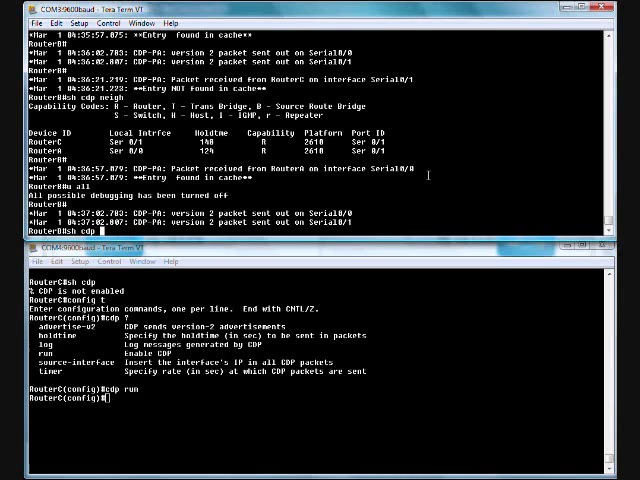 COM3:9600baud - Tera Term VT
File Edit Setup Control Window Help
*Mar  1 04:35:57.075: **Entry  found in cache**
RouterB#
*Mar  1 04:36:02.783: CDP-PA: version 2 packet sent out on Serial0/0
*Mar  1 04:36:02.807: CDP-PA: version 2 packet sent out on Serial0/1
RouterB#
*Mar  1 04:36:21.219: CDP-PA: Packet received from RouterC on interface Serial0/1
*Mar  1 04:36:21.223: **Entry NOT found in cache**
RouterB#sh cdp neigh
Capability Codes: R - Router, T - Trans Bridge, B - Source Route Bridge
S - Switch, H - Host, I - IGMP, r - Repeater
Device ID Local Intrfce Holdtme Capability Platform Port ID
RouterC Ser 0/1 148 R 2610 Ser 0/1
RouterA Ser 0/0 124 R 2610 Ser 0/1
RouterB#
*Mar  1 04:36:57.079: CDP-PA: Packet received from RouterA on interface Serial0/0
*Mar  1 04:36:57.079: **Entry  found in cache**
RouterB#u all
All possible debugging has been turned off
RouterB#
*Mar  1 04:37:02.783: CDP-PA: version 2 packet sent out on Serial0/0
*Mar  1 04:37:02.807: CDP-PA: version 2 packet sent out on Serial0/1
RouterB#sh cdp
COM4:9600baud - Tera Term VT
File Edit Setup Control Window Help
RouterC#sh cdp
% CDP is not enabled
RouterC#config t
Enter configuration commands, one per line.  End with CNTL/Z.
RouterC(config)#cdp ?
advertise-v2 CDP sends version-2 advertisements
holdtime Specify the holdtime (in sec) to be sent in packets
log Log messages generated by CDP
run Enable CDP
source-interface Insert the interface's IP in all CDP packets
timer Specify rate (in sec) at which CDP packets are sent
RouterC(config)#cdp run
RouterC(config)#